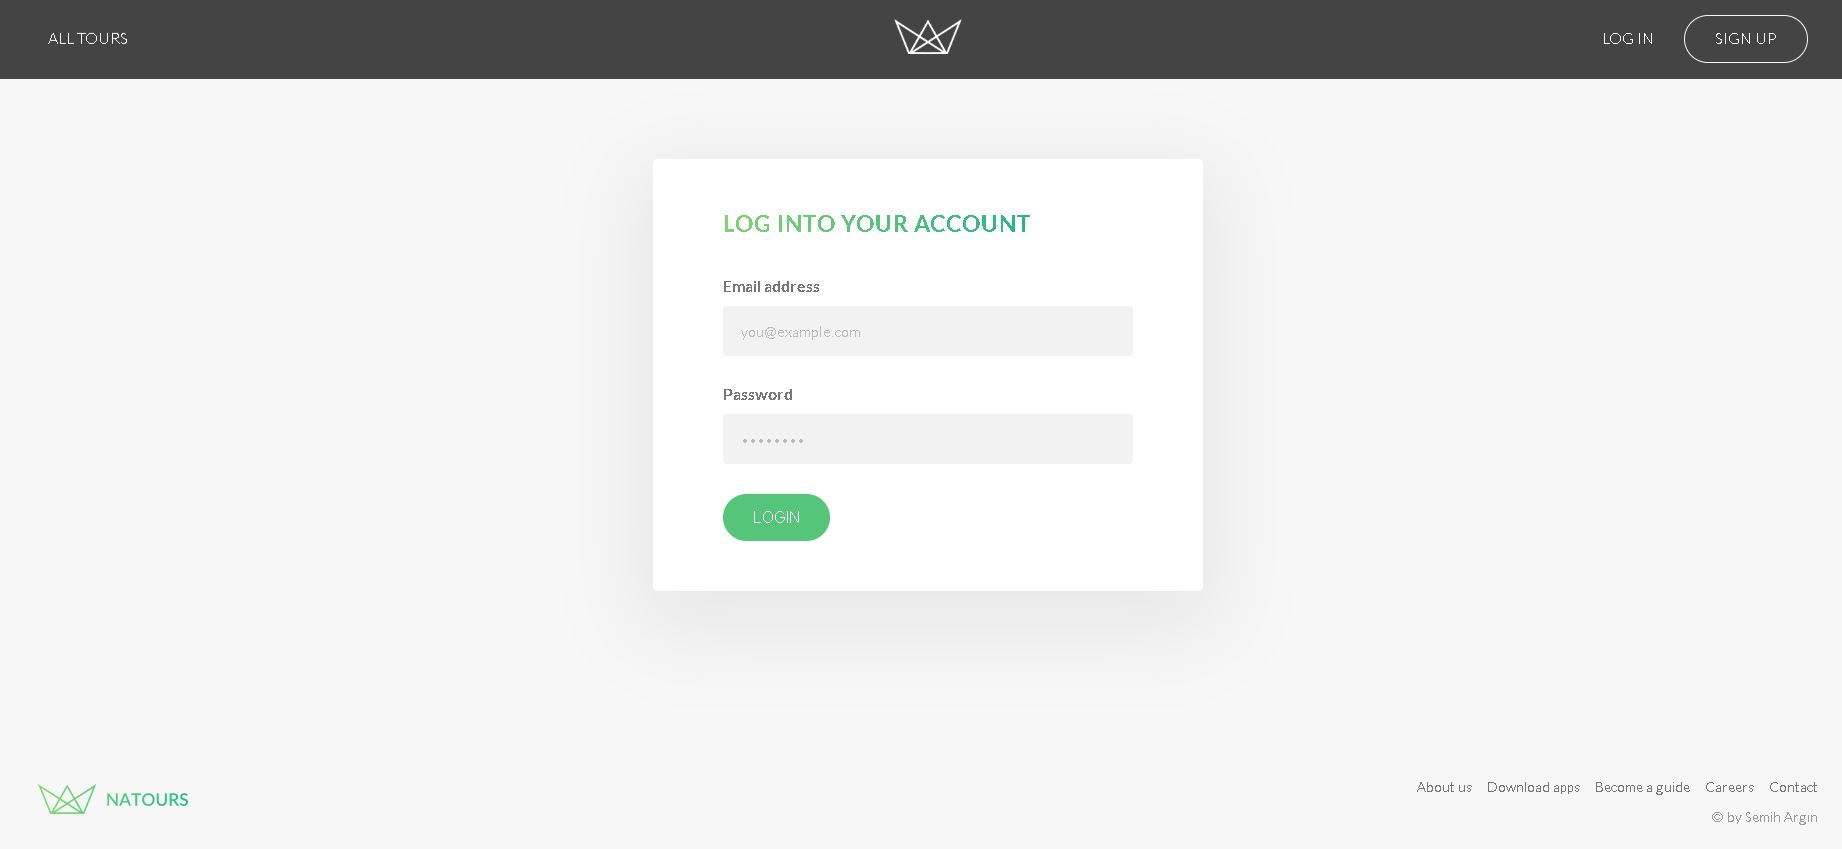 ALL TOURS
LOG IN
SIGN UP
LOG INTO YOUR ACCOUNT
Email address
you@example.com
Password
••••••••
LOGIN
NATOURS
About us Download apps Become a guide Careers Contact
© by Semih Argın